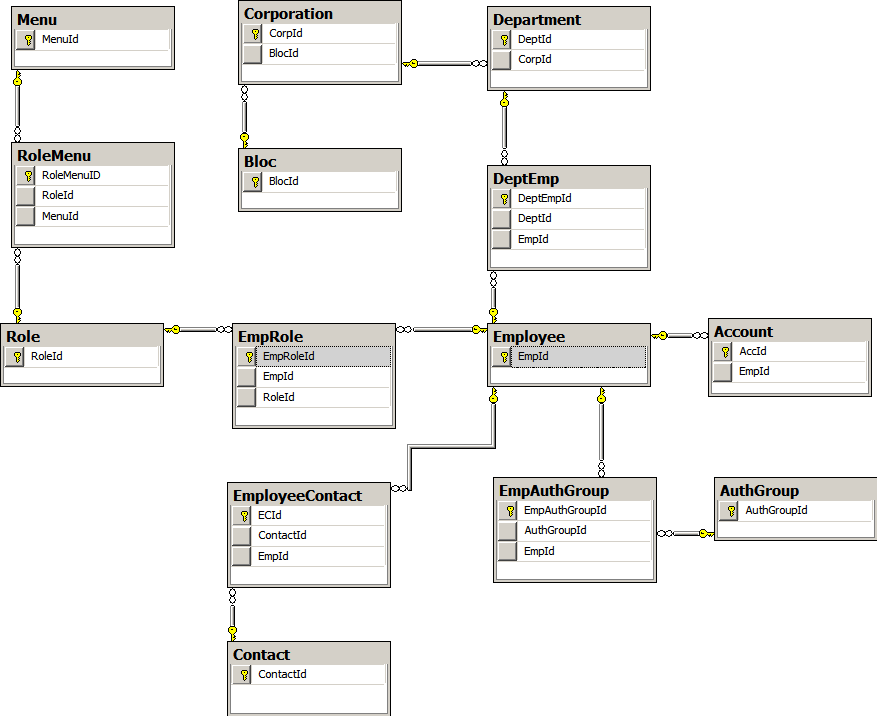 Menu
MenuId
Corporation
CorpId
BlocId
Department
DeptId
CorpId
RoleMenu
RoleMenuID
RoleId
MenuId
Bloc
BlocId
DeptEmp
DeptEmpId
DeptId
EmpId
Role
RoleId
EmpRole
EmpRoleId
EmpId
RoleId
Employee
EmpId
Account
AccId
EmpId
EmployeeContact
ECId
ContactId
EmpId
EmpAuthGroup
EmpAuthGroupId
AuthGroupId
EmpId
AuthGroup
AuthGroupId
Contact
ContactId